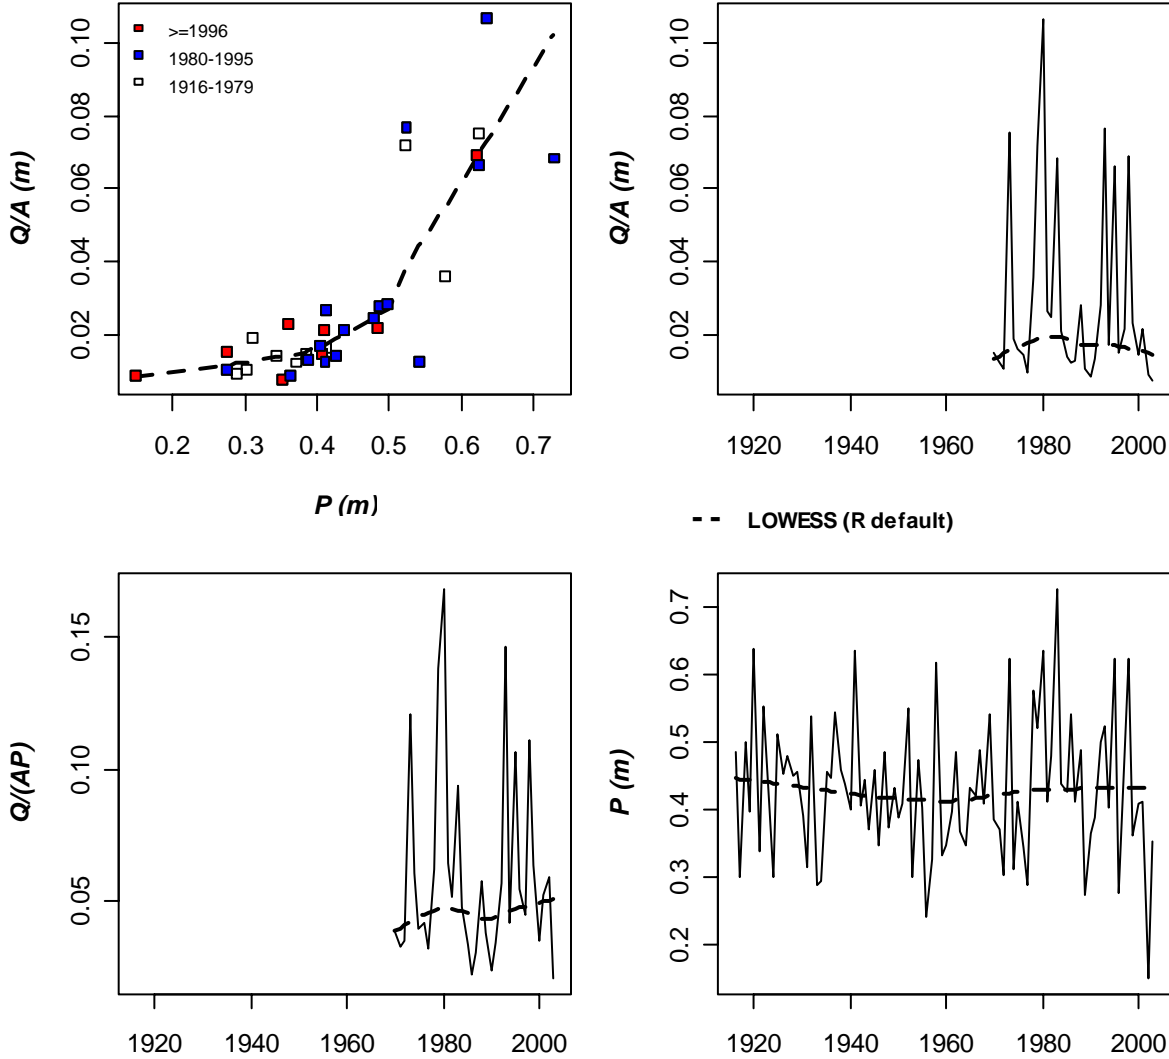 >=1996
1980-1995
1916-1979
Q/A (m)
0.02 0.04 0.06 0.08 0.10
0.2 0.3 0.4 0.5 0.6 0.7
P (m)
Q/A (m)
0.02 0.04 0.06 0.08 0.10
1920 1940 1960 1980 2000
LOWESS (R default)
Q/(AP)
0.05 0.10 0.15
1920 1940 1960 1980 2000
P (m)
0.2 0.3 0.4 0.5 0.6 0.7
1920 1940 1960 1980 2000